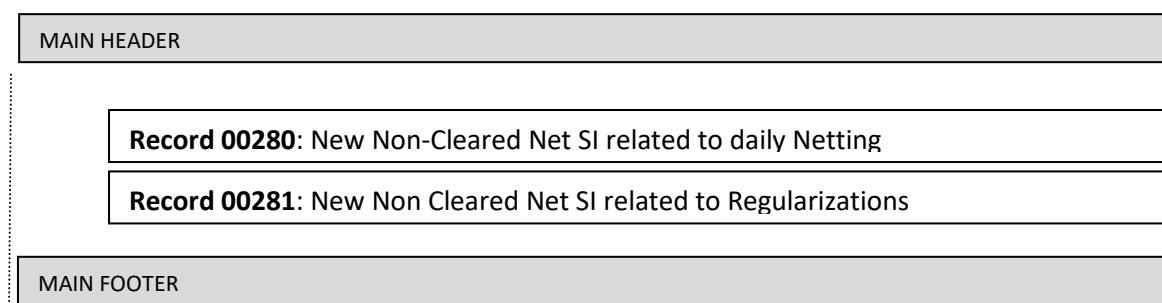 MAIN HEADER
Record 00280: New Non-Cleared Net SI related to daily Netting
Record 00281: New Non Cleared Net SI related to Regularizations
MAIN FOOTER